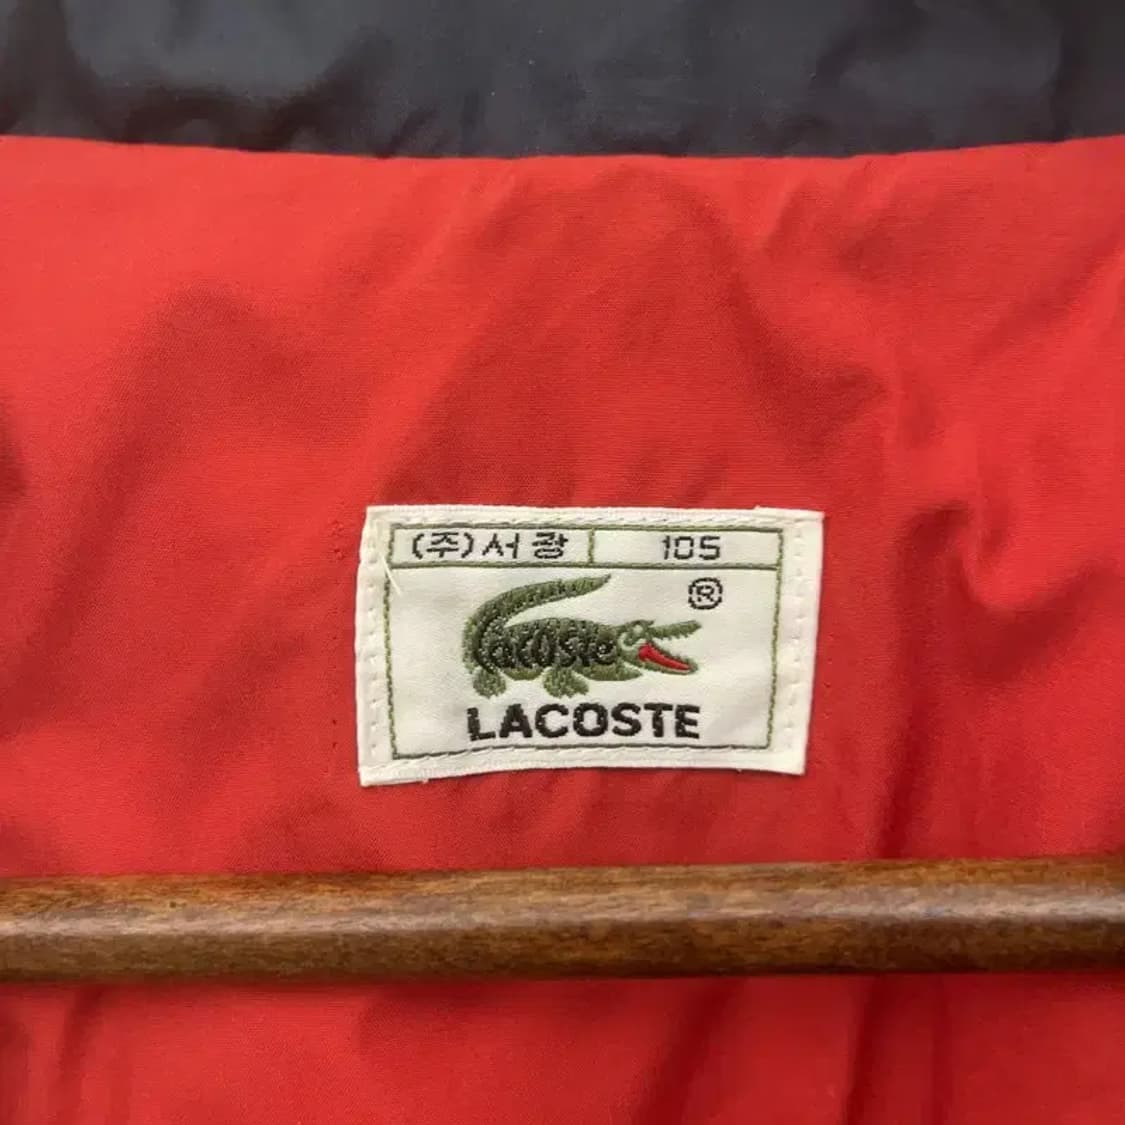 (주)서광 105
®
Lacoste
LACOSTE